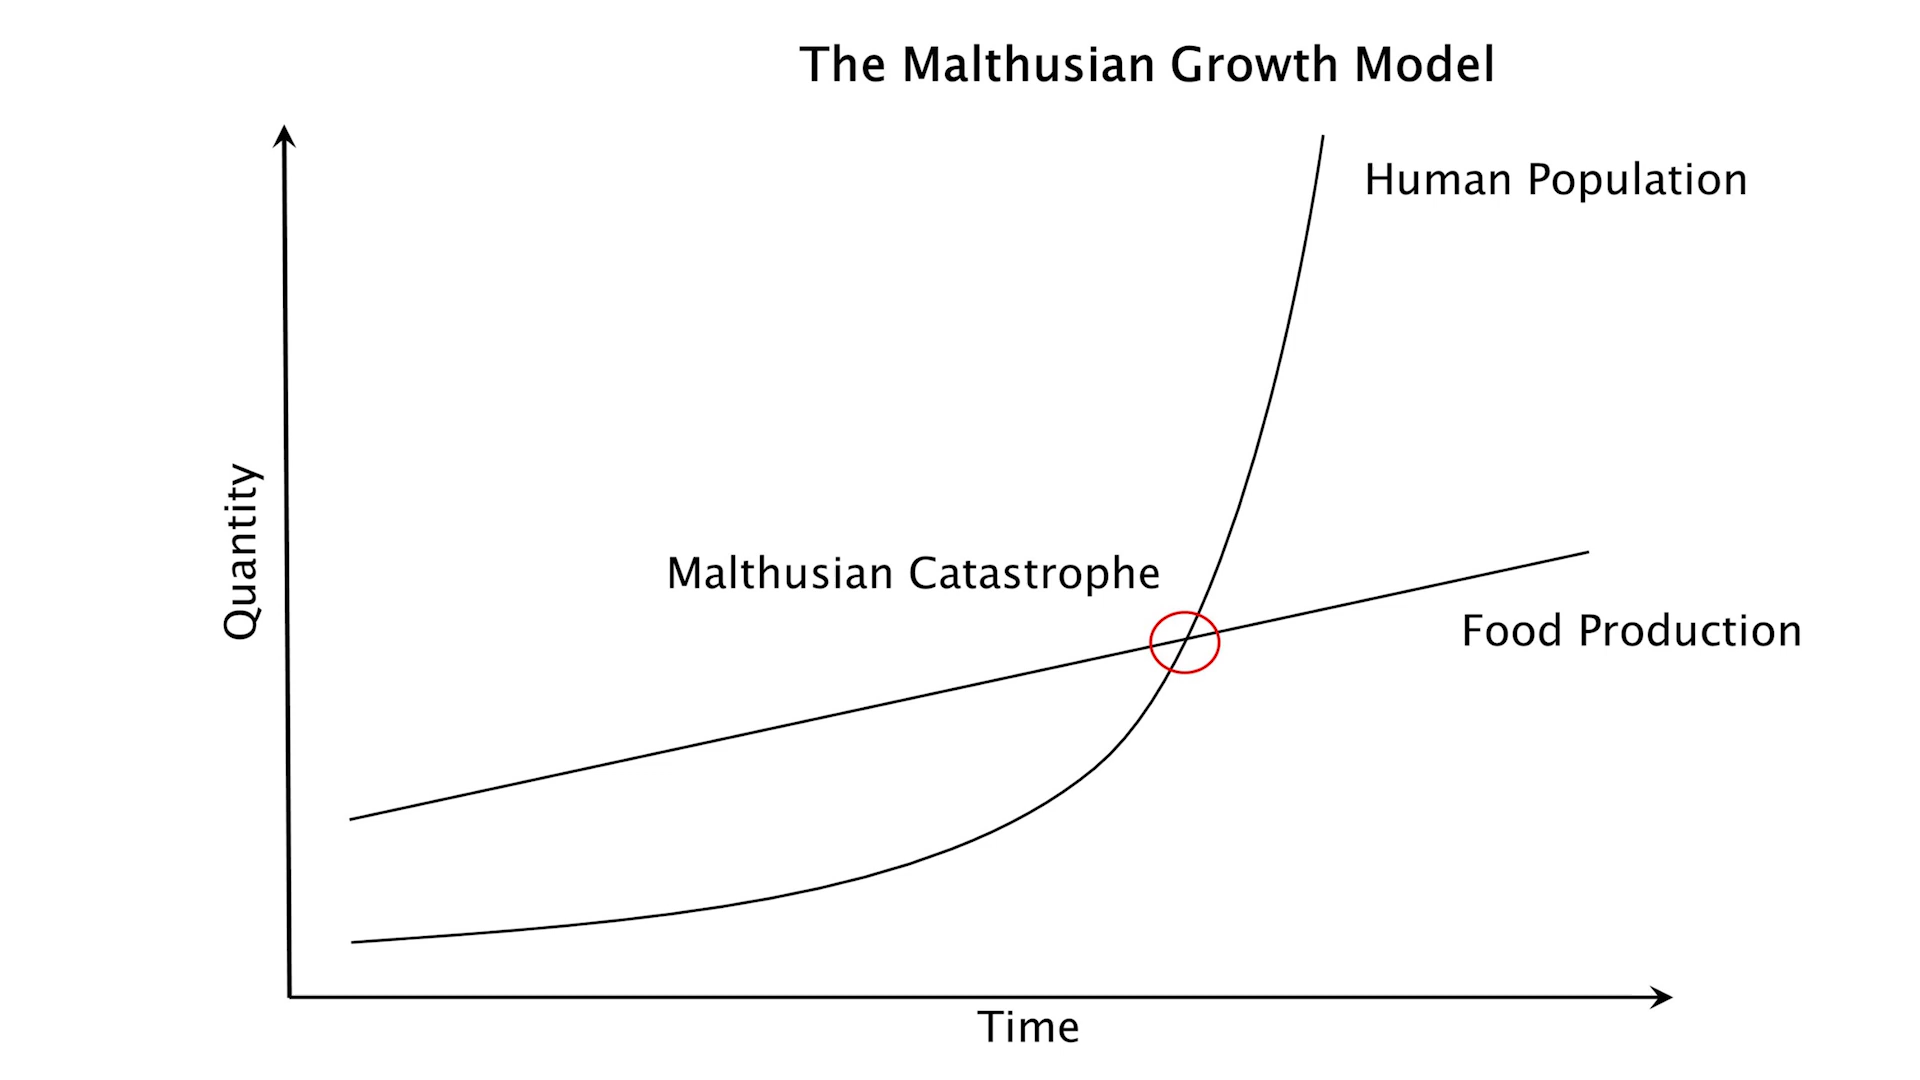 The Malthusian Growth Model
Human Population
Quantity
Malthusian Catastrophe
Food Production
Time